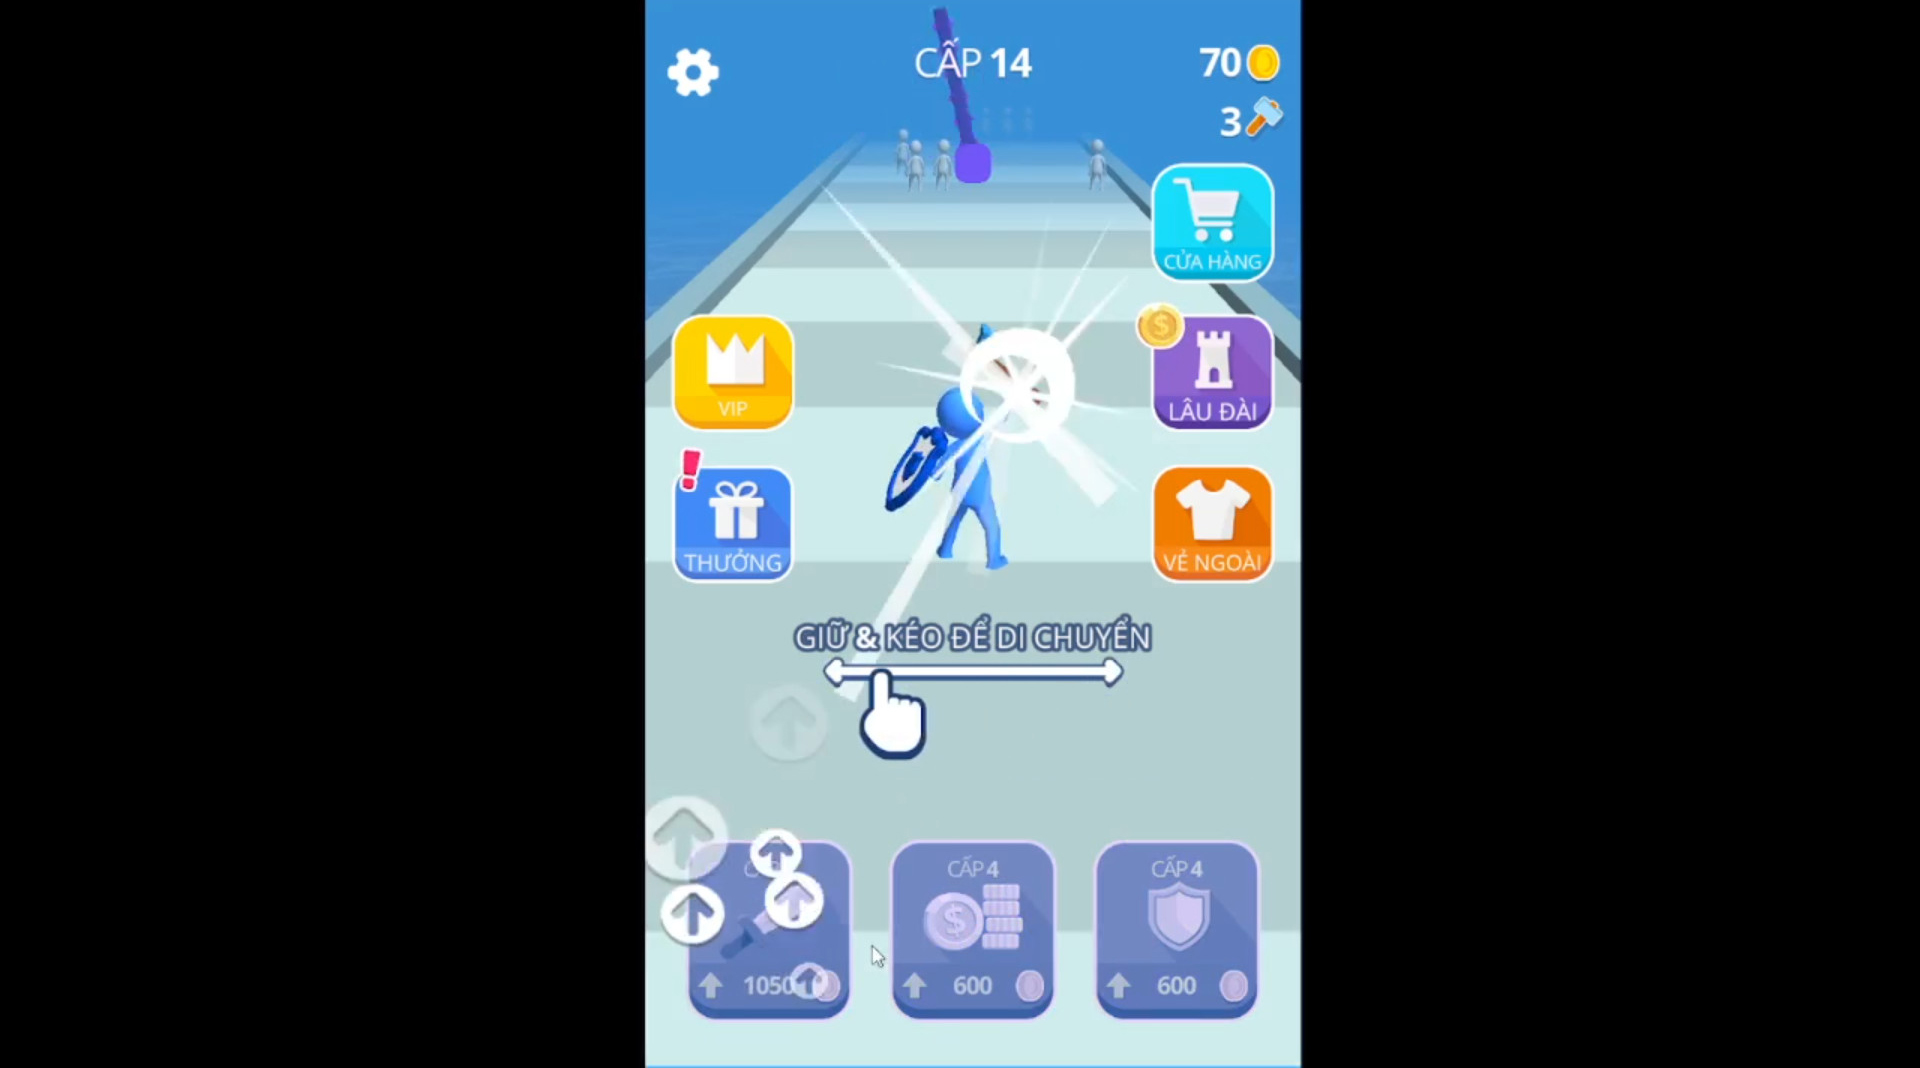 CẤP 14
70
3
CỬA HÀNG
VIP
LÂU ĐÀI
THƯỞNG
VẺ NGOÀI
GIỮ & KÉO ĐỂ DI CHUYỂN
CẤP 4
CẤP 4
1050
600
600